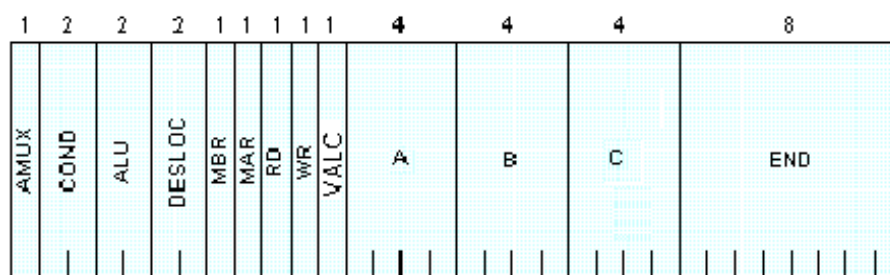 1 2 2 2 1 1 1 1 1 4 4 4 8
AMUX COND ALU DESLOC MBR MAR RD WR VALC A B C END